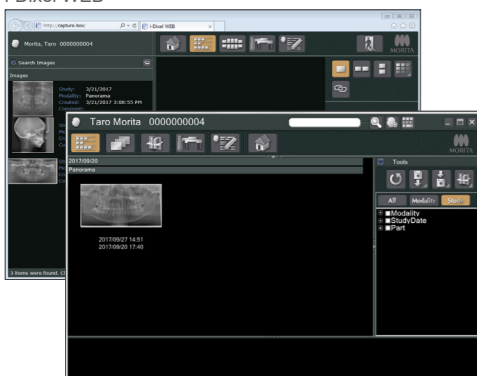 i-Dixel WEB
http://capture.isoc
i-Dixel WEB
Morita, Taro 0000000004
MORITA
Search Images
Images
Study: 3/21/2017
Modality: Panorama
Created: 3/21/2017 3:08:55 PM
Comment:
3 items were found.
Taro Morita 0000000004
MORITA
2017/09/20
Panorama
2017/09/27 14:51
2017/09/20 17:40
Tools
All Modality Study
Modality
StudyDate
Part